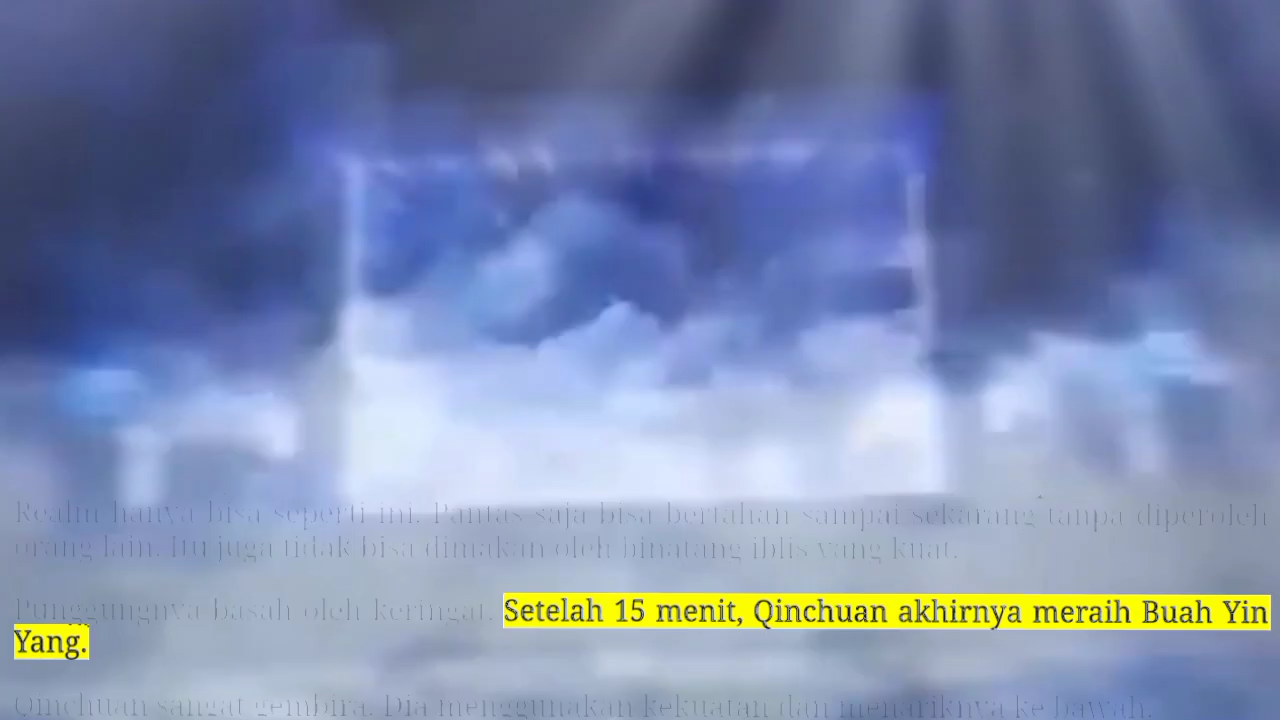 Realm hanya bisa seperti ini. Pantas saja bisa bertahan sampai sekarang tanpa diperoleh
orang lain. Itu juga tidak bisa dimakan oleh binatang iblis yang kuat.
Punggungnya basah oleh keringat. Setelah 15 menit, Qinchuan akhirnya meraih Buah Yin
Yang.
Qinchuan sangat gembira. Dia menggunakan kekuatan dan menariknya ke bawah.